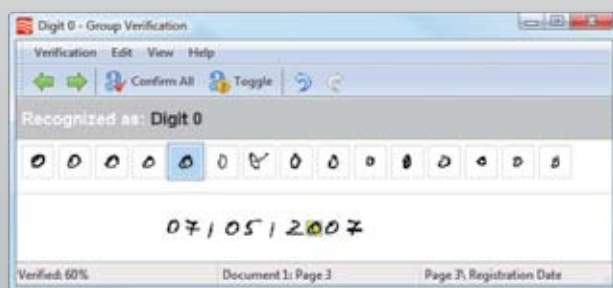 Digit 0 - Group Verification
Verification Edit View Help
Confirm All Toggle
Recognized as: Digit 0
0 0 0 0 0 0 0 0 0 0 0 0 0 0
07/05/2007
Verified: 60% Document 1: Page 3 Page 3\ Registration Date